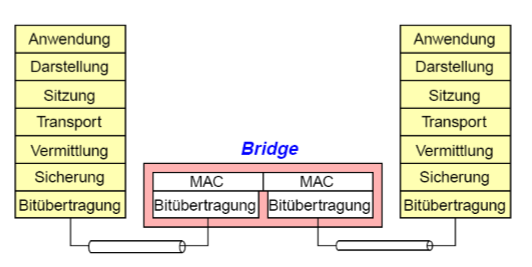 Anwendung
Darstellung
Sitzung
Transport
Vermittlung
Sicherung
Bitübertragung
Bridge
MAC
MAC
Bitübertragung
Bitübertragung
Anwendung
Darstellung
Sitzung
Transport
Vermittlung
Sicherung
Bitübertragung